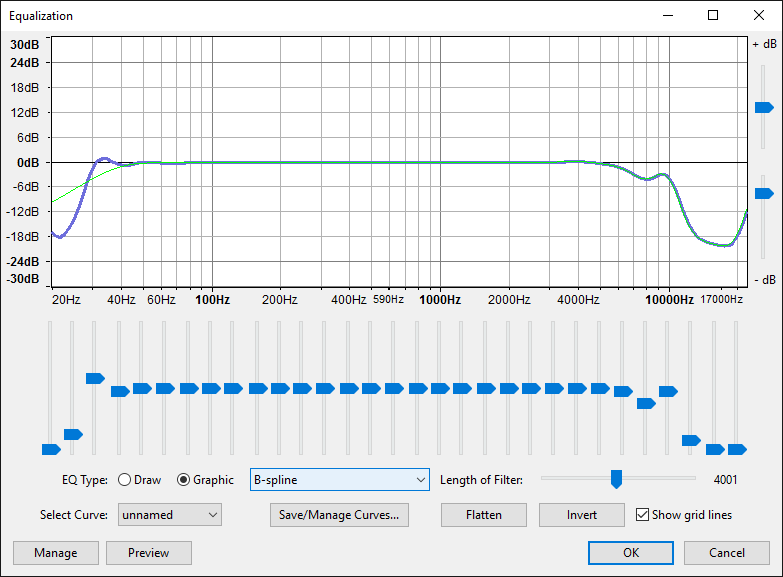 Equalization
30dB
+ dB
24dB
18dB
12dB
6dB
0dB
-6dB
-12dB
-18dB
-24dB
-30dB
- dB
20Hz 40Hz 60Hz 100Hz 200Hz 400Hz 590Hz 1000Hz 2000Hz 4000Hz 10000Hz 17000Hz
EQ Type: Draw Graphic B-spline Length of Filter: 4001
Select Curve: unnamed Save/Manage Curves... Flatten Invert Show grid lines
Manage Preview OK Cancel